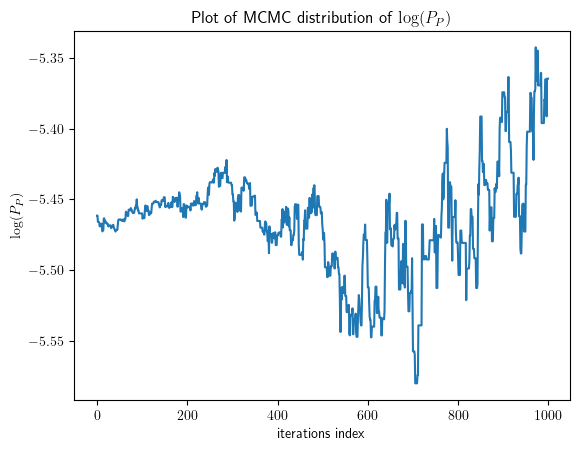 Plot of MCMC distribution of log(P_P)
−5.35
−5.40
−5.45
−5.50
−5.55
log(P_P)
0 200 400 600 800 1000
iterations index